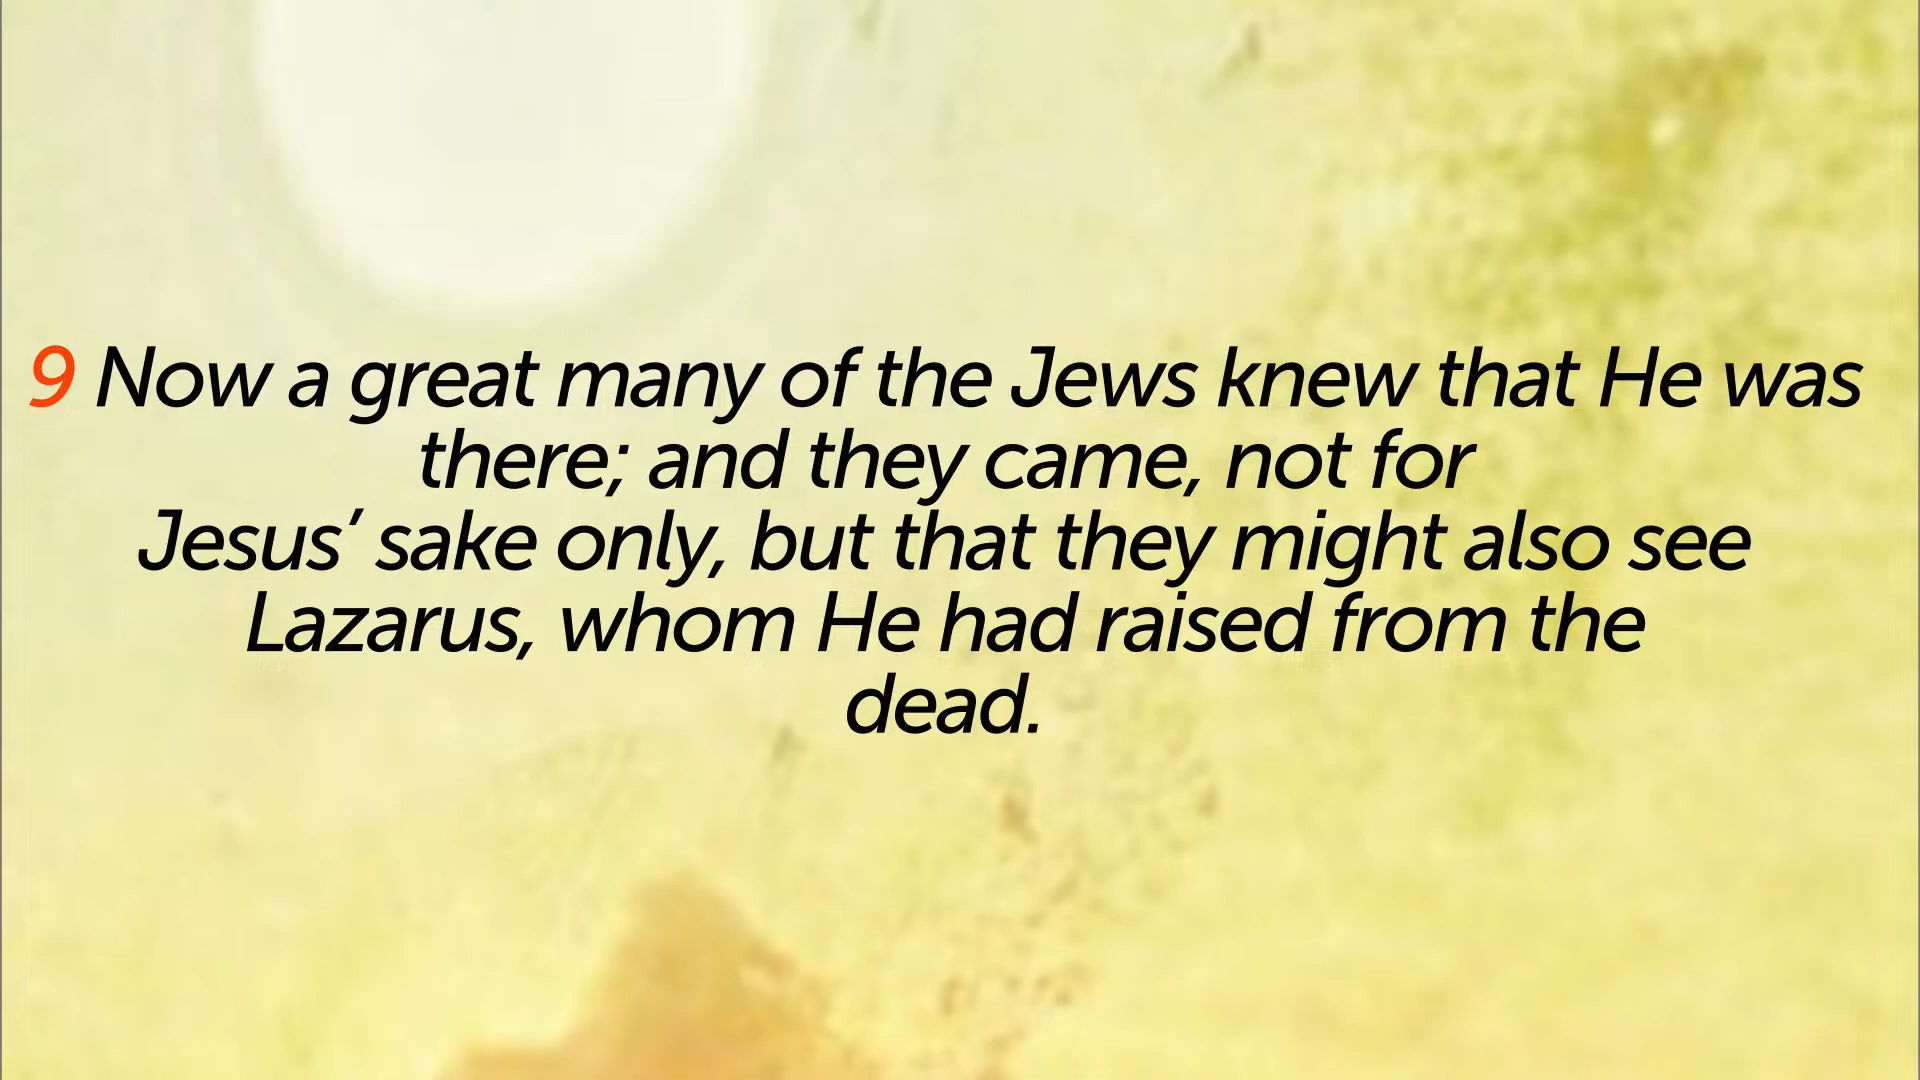 9 Now a great many of the Jews knew that He was
there; and they came, not for
Jesus’ sake only, but that they might also see
Lazarus, whom He had raised from the
dead.